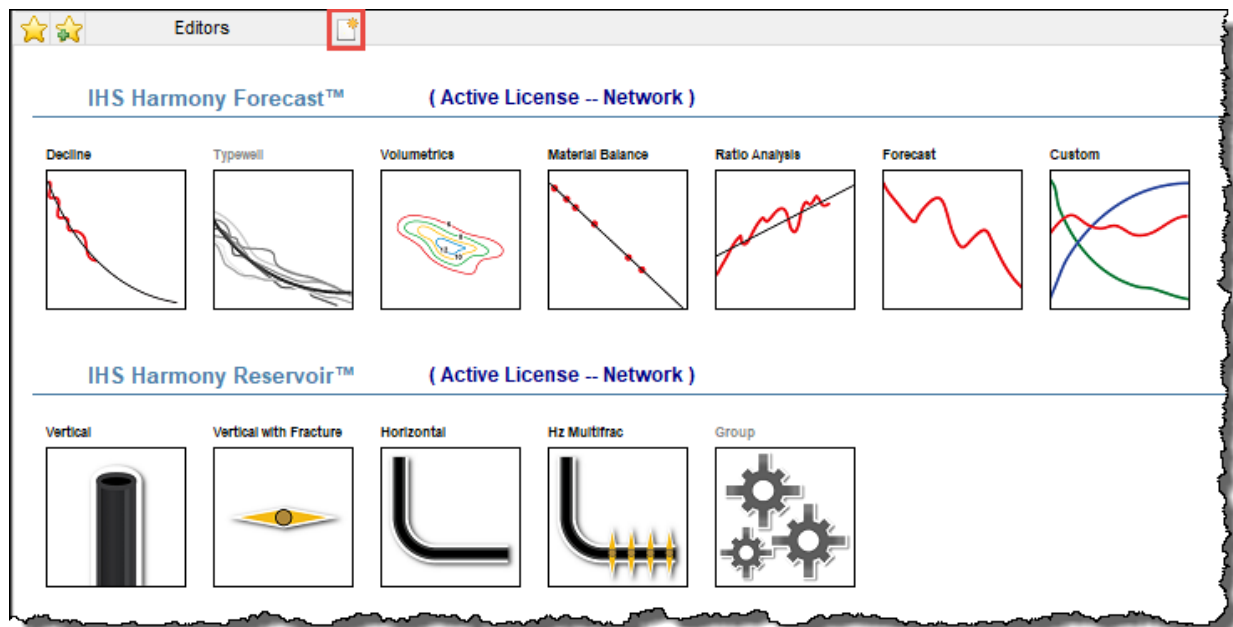 Editors
IHS Harmony Forecast™ ( Active License -- Network )
Decline Typewell Volumetrics Material Balance Ratio Analysis Forecast Custom
IHS Harmony Reservoir™ ( Active License -- Network )
Vertical Vertical with Fracture Horizontal Hz Multifrac Group